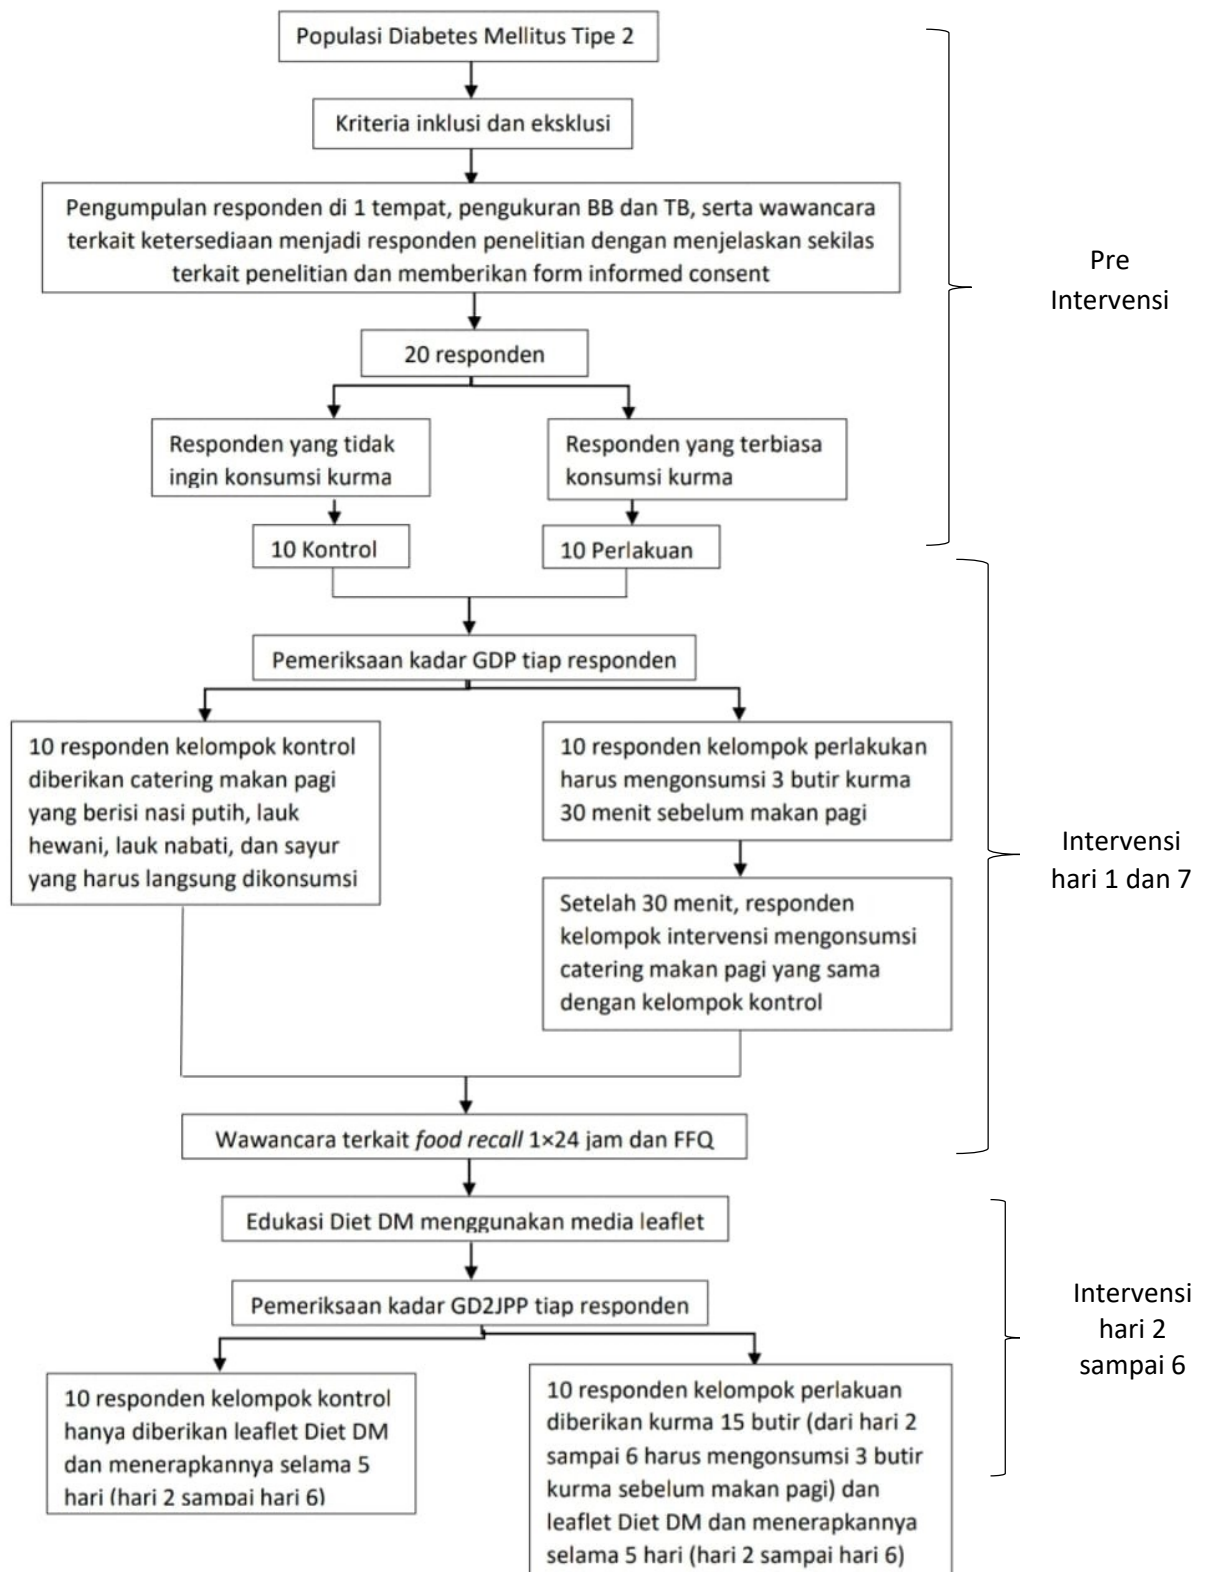 Populasi Diabetes Mellitus Tipe 2
Kriteria inklusi dan eksklusi
Pengumpulan responden di 1 tempat, pengukuran BB dan TB, serta wawancara
terkait ketersediaan menjadi responden penelitian dengan menjelaskan sekilas
terkait penelitian dan memberikan form informed consent
Pre
Intervensi
20 responden
Responden yang tidak
ingin konsumsi kurma
Responden yang terbiasa
konsumsi kurma
10 Kontrol
10 Perlakuan
Pemeriksaan kadar GDP tiap responden
10 responden kelompok kontrol
diberikan catering makan pagi
yang berisi nasi putih, lauk
hewani, lauk nabati, dan sayur
yang harus langsung dikonsumsi
10 responden kelompok perlakukan
harus mengonsumsi 3 butir kurma
30 menit sebelum makan pagi
Setelah 30 menit, responden
kelompok intervensi mengonsumsi
catering makan pagi yang sama
dengan kelompok kontrol
Intervensi
hari 1 dan 7
Wawancara terkait food recall 1×24 jam dan FFQ
Edukasi Diet DM menggunakan media leaflet
Pemeriksaan kadar GD2JPP tiap responden
Intervensi
hari 2
sampai 6
10 responden kelompok kontrol
hanya diberikan leaflet Diet DM
dan menerapkannya selama 5
hari (hari 2 sampai hari 6)
10 responden kelompok perlakuan
diberikan kurma 15 butir (dari hari 2
sampai 6 harus mengonsumsi 3 butir
kurma sebelum makan pagi) dan
leaflet Diet DM dan menerapkannya
selama 5 hari (hari 2 sampai hari 6)